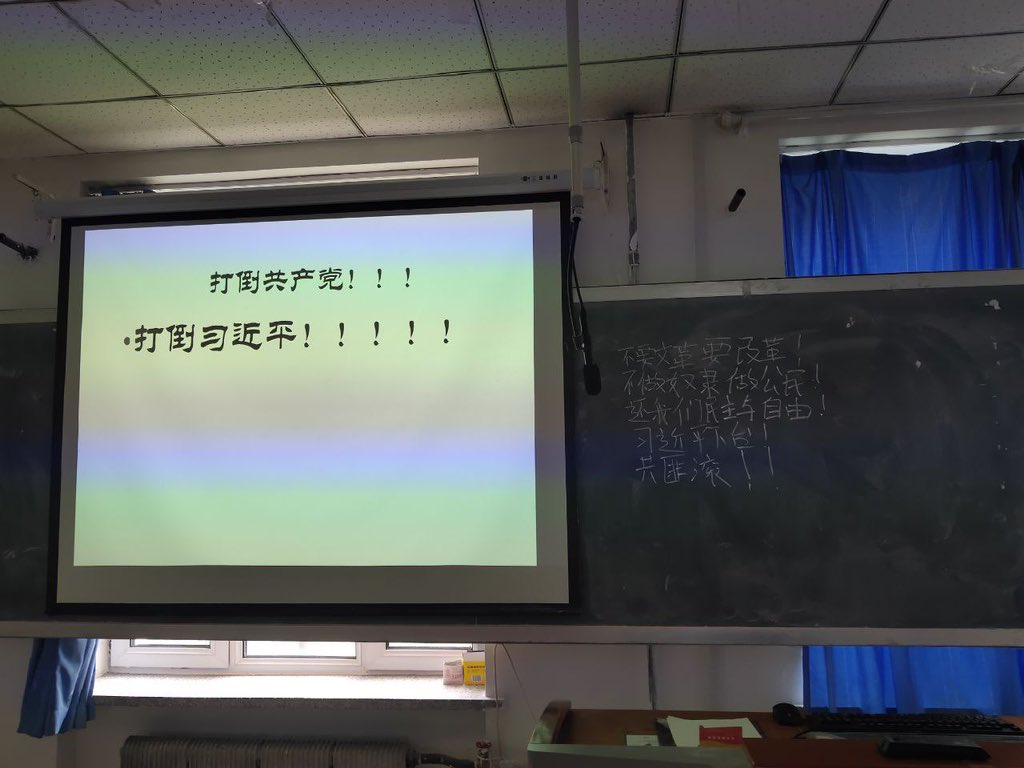 打倒共产党！！！
•打倒习近平！！！！！
不要文革要改革！
不做奴隶做公民！
还我们民主与自由！
习近平下台！
共匪滚！！